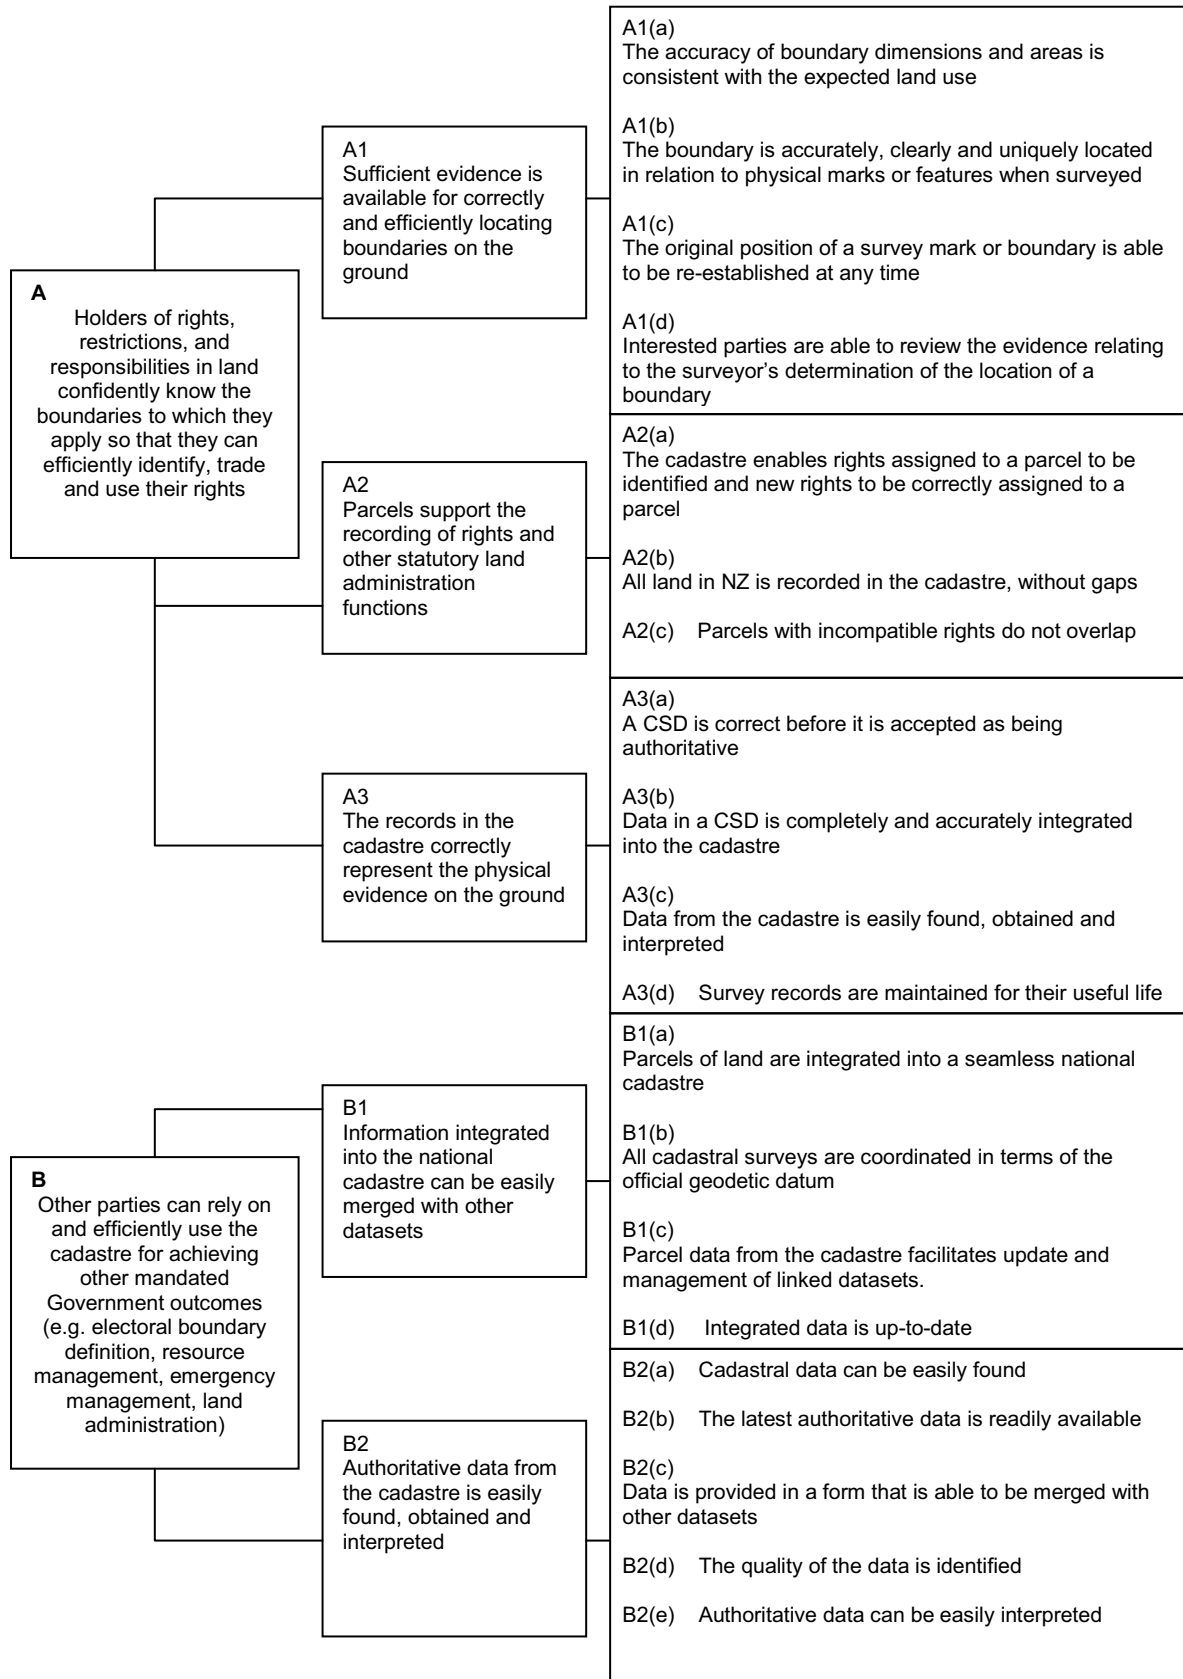 A
Holders of rights,
restrictions, and
responsibilities in land
confidently know the
boundaries to which they
apply so that they can
efficiently identify, trade
and use their rights
A1
Sufficient evidence is
available for correctly
and efficiently locating
boundaries on the
ground
A1(a)
The accuracy of boundary dimensions and areas is
consistent with the expected land use
A1(b)
The boundary is accurately, clearly and uniquely located
in relation to physical marks or features when surveyed
A1(c)
The original position of a survey mark or boundary is able
to be re-established at any time
A1(d)
Interested parties are able to review the evidence relating
to the surveyor's determination of the location of a
boundary
A2
Parcels support the
recording of rights and
other statutory land
administration
functions
A2(a)
The cadastre enables rights assigned to a parcel to be
identified and new rights to be correctly assigned to a
parcel
A2(b)
All land in NZ is recorded in the cadastre, without gaps
A2(c) Parcels with incompatible rights do not overlap
A3
The records in the
cadastre correctly
represent the physical
evidence on the ground
A3(a)
A CSD is correct before it is accepted as being
authoritative
A3(b)
Data in a CSD is completely and accurately integrated
into the cadastre
A3(c)
Data from the cadastre is easily found, obtained and
interpreted
A3(d) Survey records are maintained for their useful life
B
Other parties can rely on
and efficiently use the
cadastre for achieving
other mandated
Government outcomes
(e.g. electoral boundary
definition, resource
management, emergency
management, land
administration)
B1
Information integrated
into the national
cadastre can be easily
merged with other
datasets
B1(a)
Parcels of land are integrated into a seamless national
cadastre
B1(b)
All cadastral surveys are coordinated in terms of the
official geodetic datum
B1(c)
Parcel data from the cadastre facilitates update and
management of linked datasets.
B1(d) Integrated data is up-to-date
B2
Authoritative data from
the cadastre is easily
found, obtained and
interpreted
B2(a) Cadastral data can be easily found
B2(b) The latest authoritative data is readily available
B2(c)
Data is provided in a form that is able to be merged with
other datasets
B2(d) The quality of the data is identified
B2(e) Authoritative data can be easily interpreted